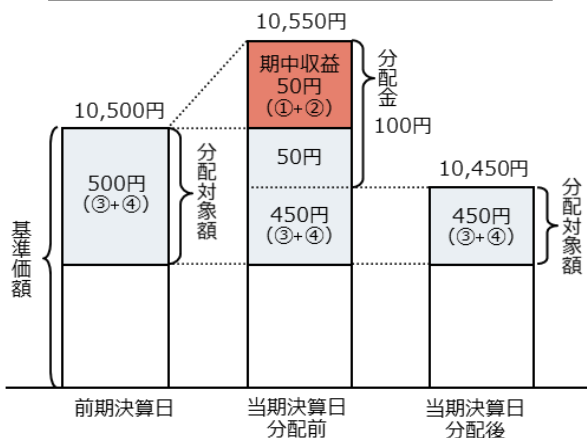 10,550円
期中収益
50円
(①+②)
分配金
100円
10,500円
500円
(③+④)
分配対象額
50円
450円
(③+④)
10,450円
450円
(③+④)
分配対象額
基準価額
前期決算日
当期決算日
分配前
当期決算日
分配後